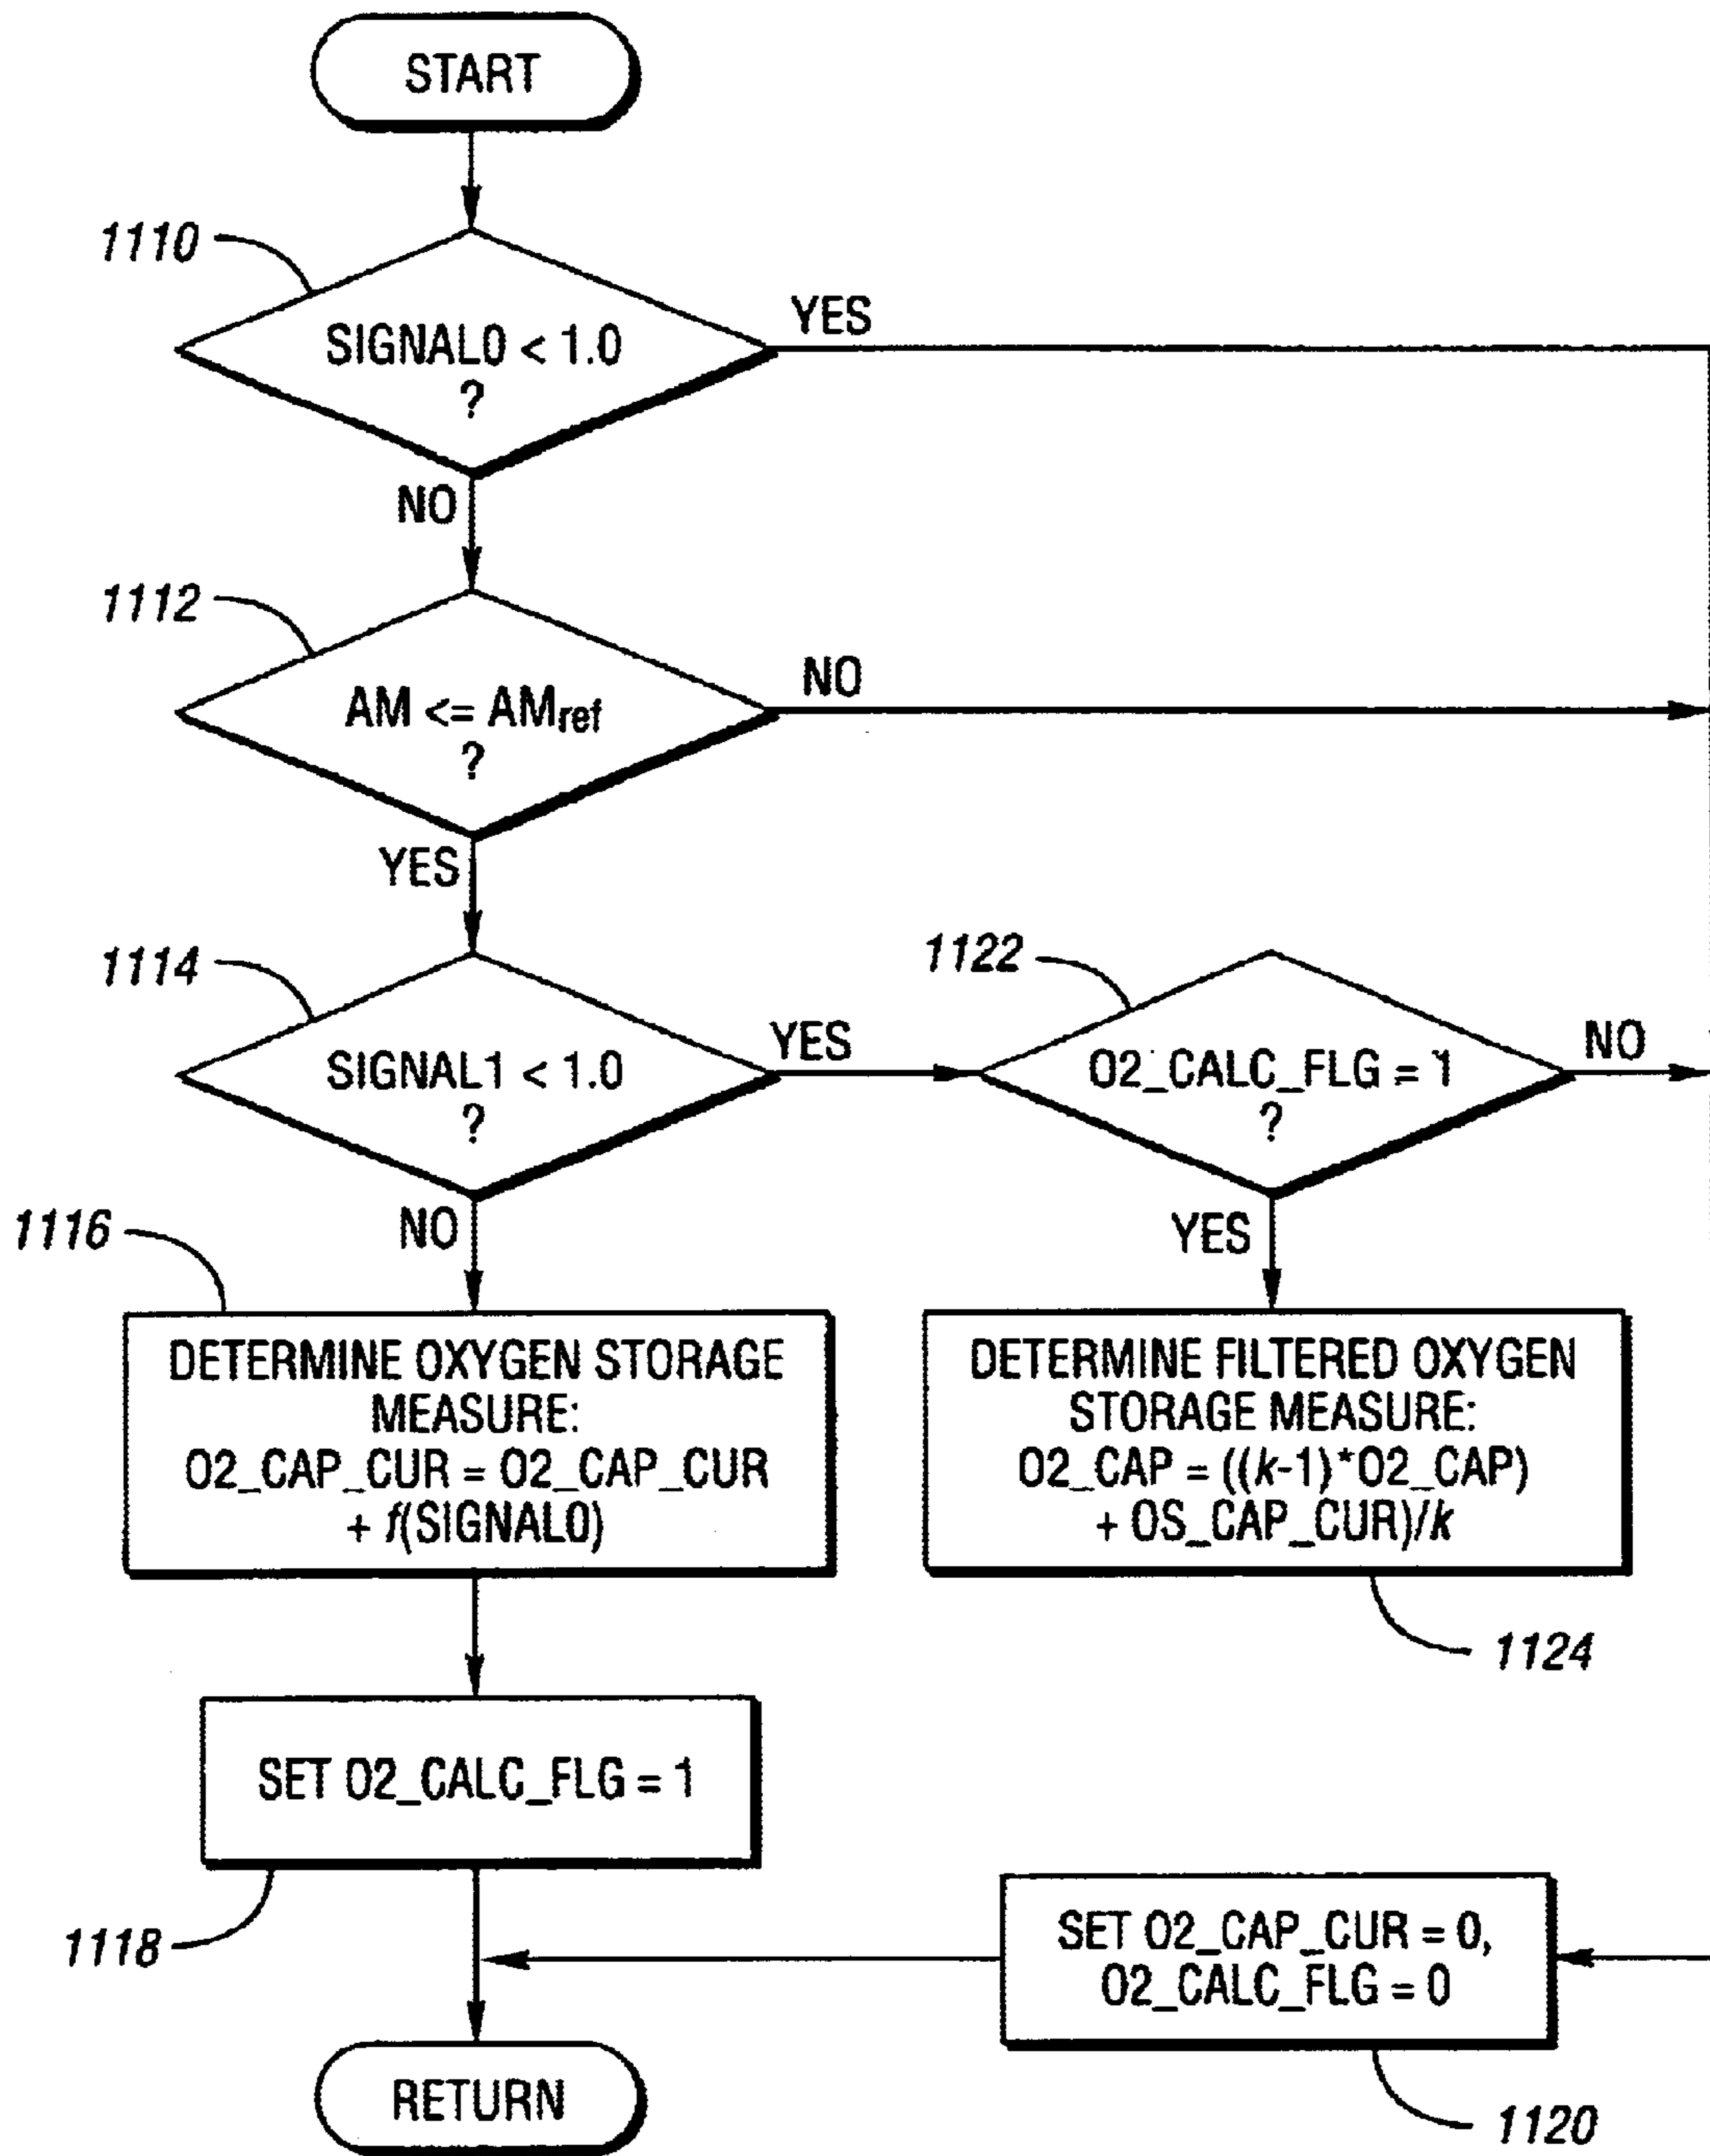 START
1110
SIGNAL0 < 1.0
?
YES
NO
1112
AM <= AMref
?
NO
YES
1114
SIGNAL1 < 1.0
?
YES
1122
O2_CALC_FLG = 1
?
NO
NO
YES
1116
DETERMINE OXYGEN STORAGE
MEASURE:
O2_CAP_CUR = O2_CAP_CUR
+ f(SIGNAL0)
DETERMINE FILTERED OXYGEN
STORAGE MEASURE:
O2_CAP = ((k-1)*O2_CAP)
+ OS_CAP_CUR)/k
1124
SET O2_CALC_FLG = 1
1118
SET O2_CAP_CUR = 0,
O2_CALC_FLG = 0
1120
RETURN